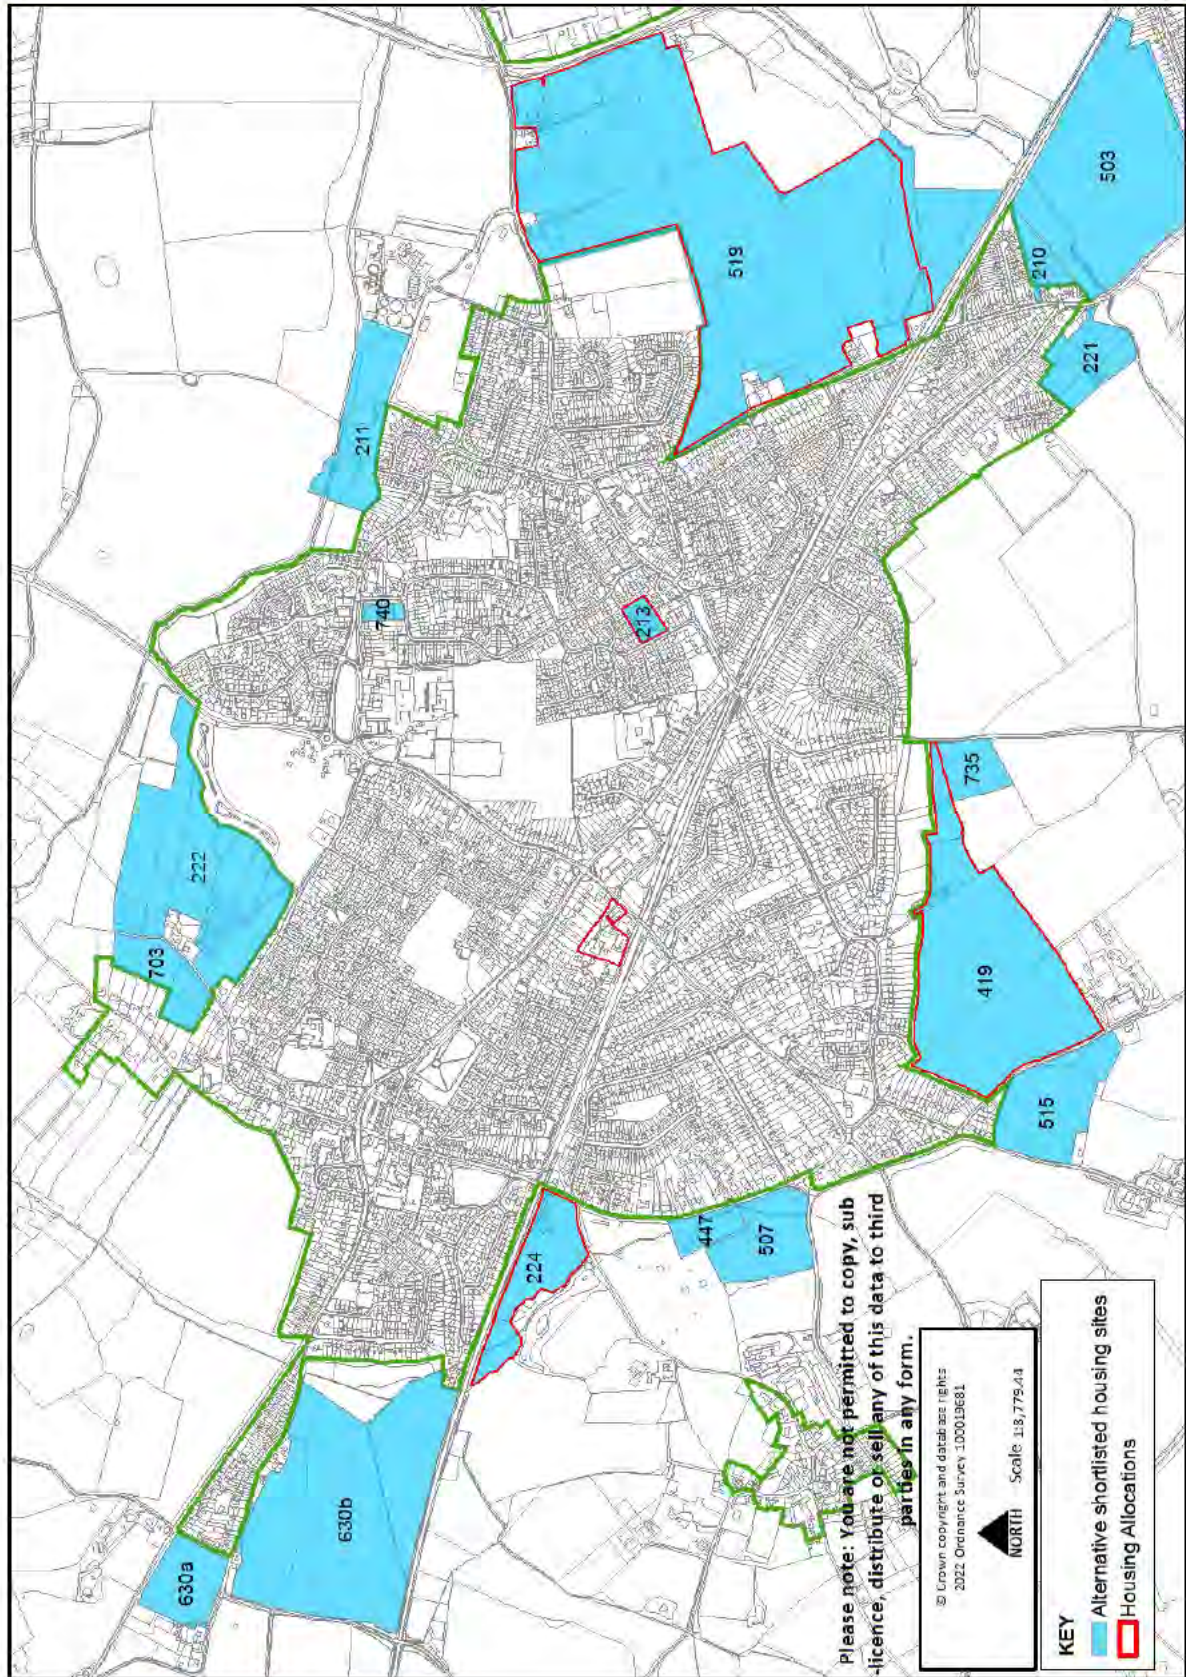 630a
630b
703
222
740
211
224
213
519
447
507
515
419
735
221
210
503
Please note: You are not permitted to copy, sub
-licence, distribute or sell any of this data to third
parties in any form.
© Crown copyright and database rights
2022 Ordnance Survey 100019681
NORTH
Scale 1:8,779.44
KEY
Alternative shortlisted housing sites
Housing Allocations